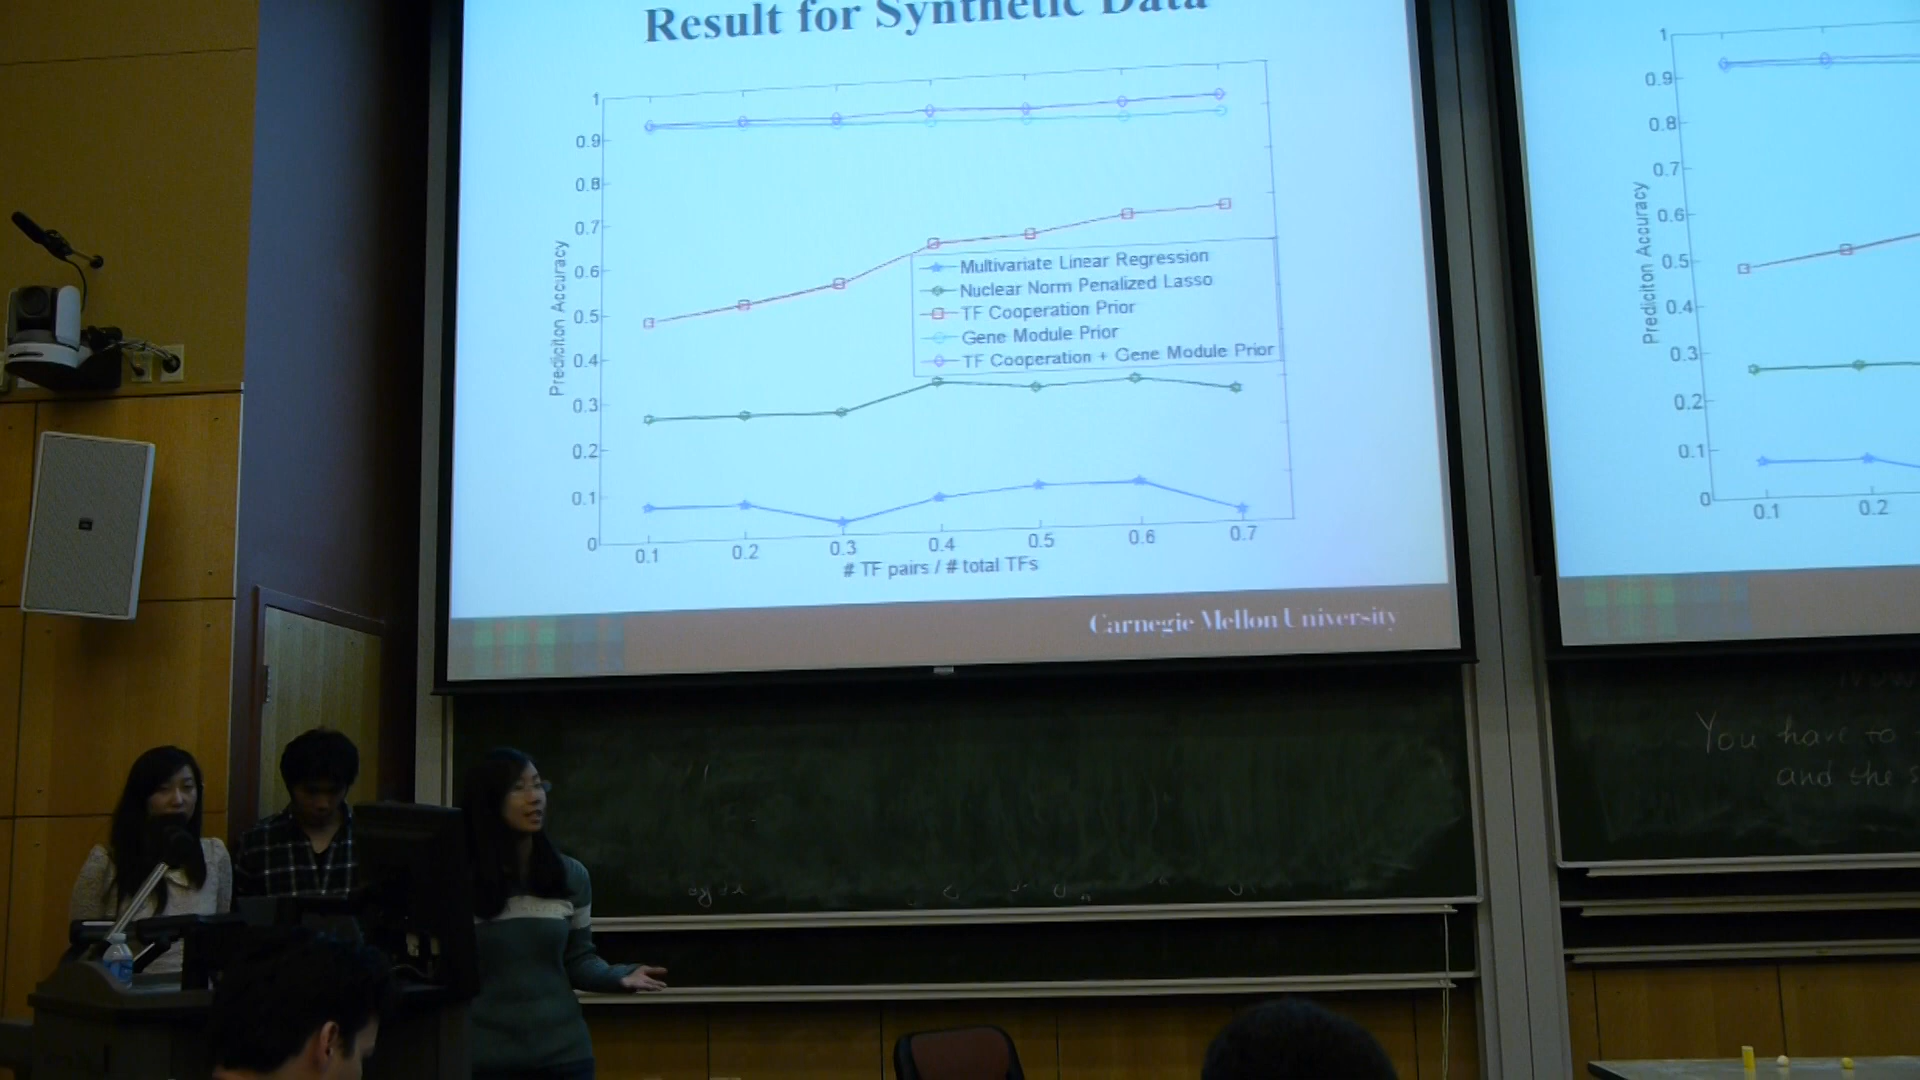 Result for Synthetic Data
1
0.9
0.8
0.7
0.6
0.5
0.4
0.3
0.2
0.1
0
Prediciton Accuracy
Multivariate Linear Regression
Nuclear Norm Penalized Lasso
TF Cooperation Prior
Gene Module Prior
TF Cooperation + Gene Module Prior
0.1 0.2 0.3 0.4 0.5 0.6 0.7
# TF pairs / # total TFs
Carnegie Mellon University
1
0.9
0.8
0.7
0.6
0.5
0.4
0.3
0.2
0.1
0
Prediciton Accuracy
0.1 0.2
You have to
and the